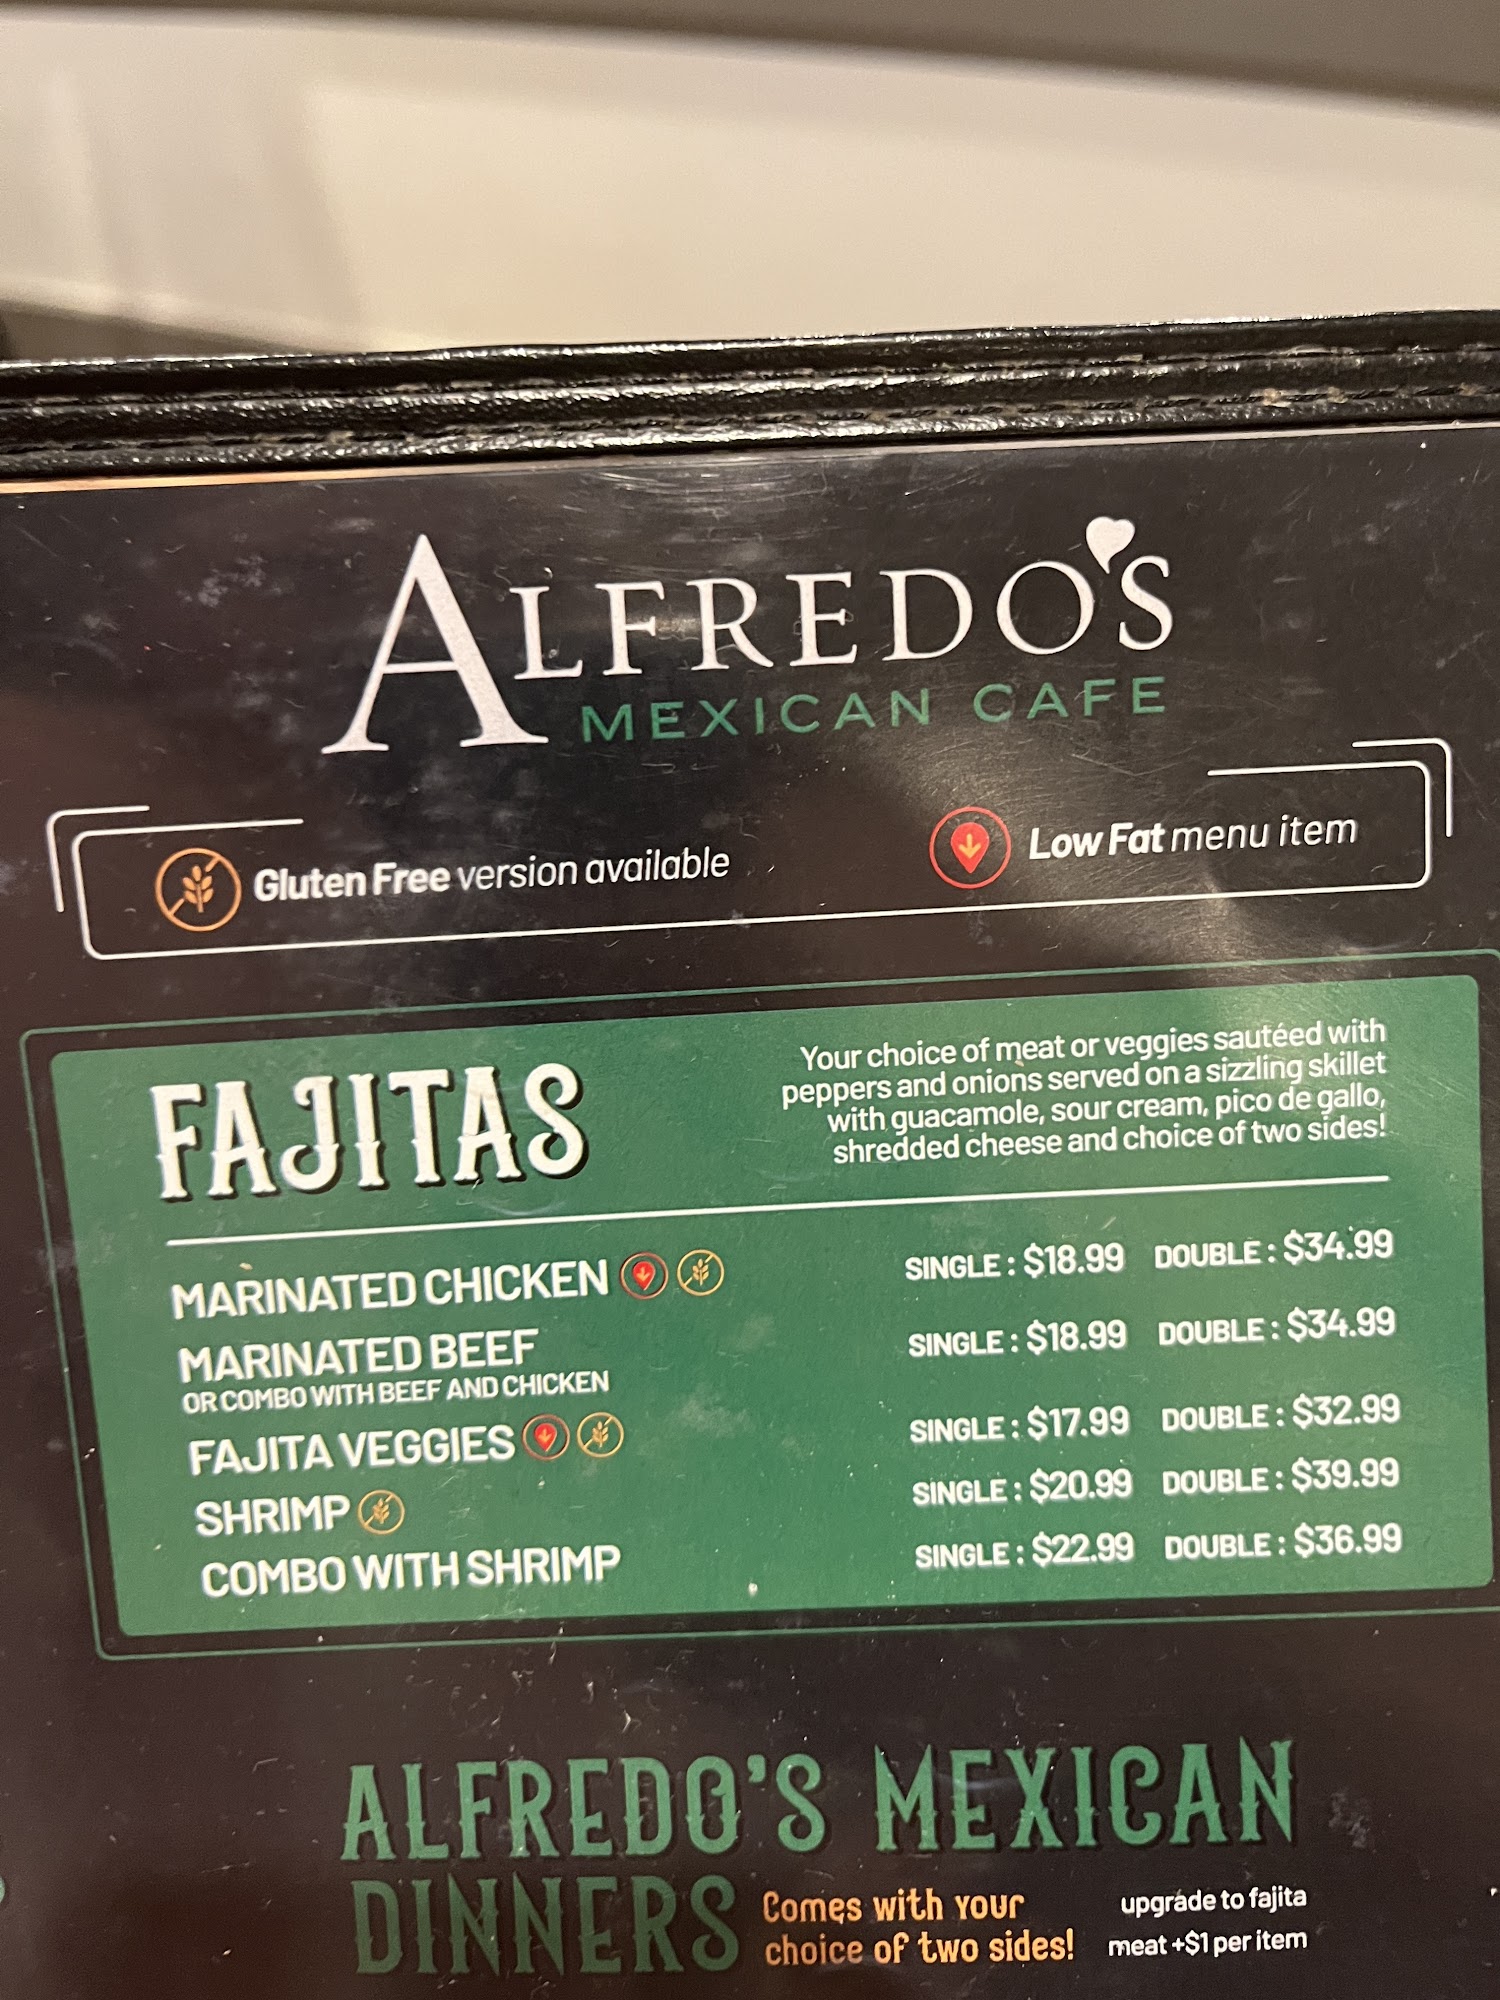 ALFREDO'S
MEXICAN CAFE
Gluten Free version available
Low Fat menu item
FAJITAS
Your choice of meat or veggies sautéed with
peppers and onions served on a sizzling skillet
with guacamole, sour cream, pico de gallo,
shredded cheese and choice of two sides!
MARINATED CHICKEN SINGLE : $18.99 DOUBLE : $34.99
MARINATED BEEF SINGLE : $18.99 DOUBLE : $34.99
OR COMBO WITH BEEF AND CHICKEN
FAJITA VEGGIES SINGLE : $17.99 DOUBLE : $32.99
SHRIMP SINGLE : $20.99 DOUBLE : $39.99
COMBO WITH SHRIMP SINGLE : $22.99 DOUBLE : $36.99
ALFREDO'S MEXICAN
DINNERS
Comes with your
choice of two sides!
upgrade to fajita
meat +$1 per item